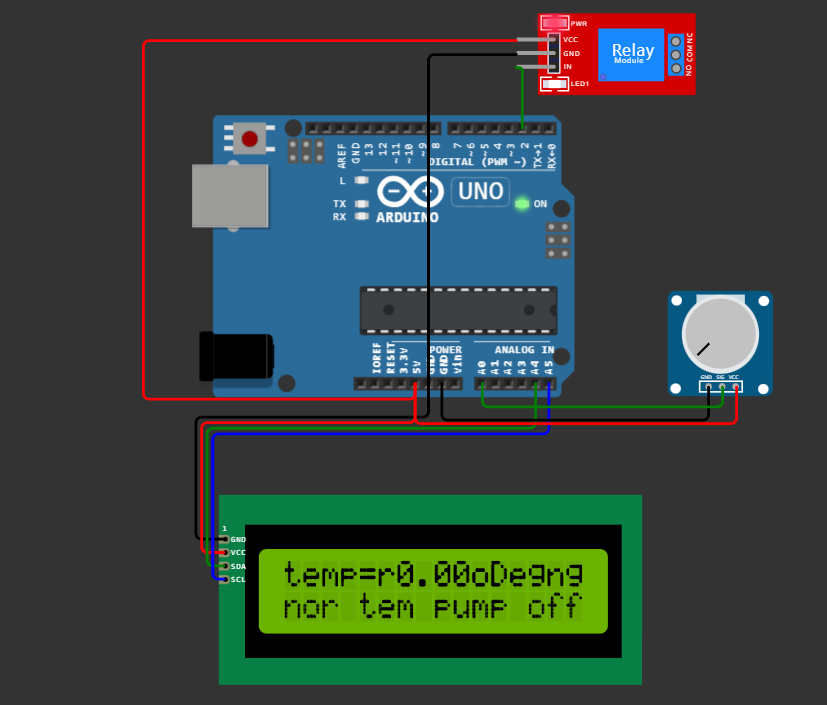 PWR
VCC
GND
IN
Relay
Module
NO COM NC
LED1
AREF
GND
13
12
~11
~10
~9
8
7
~6
~5
4
~3
2
TX→1
RX←0
DIGITAL (PWM ~)
L
TX
RX
UNO
ON
ARDUINO
IOREF
RESET
3.3V
5V
GND
GND
Vin
POWER
ANALOG IN
A0
A1
A2
A3
A4
A5
GND SIG VCC
1
GND
VCC
SDA
SCL
temp=r0.00oDegng
nor tem pump off